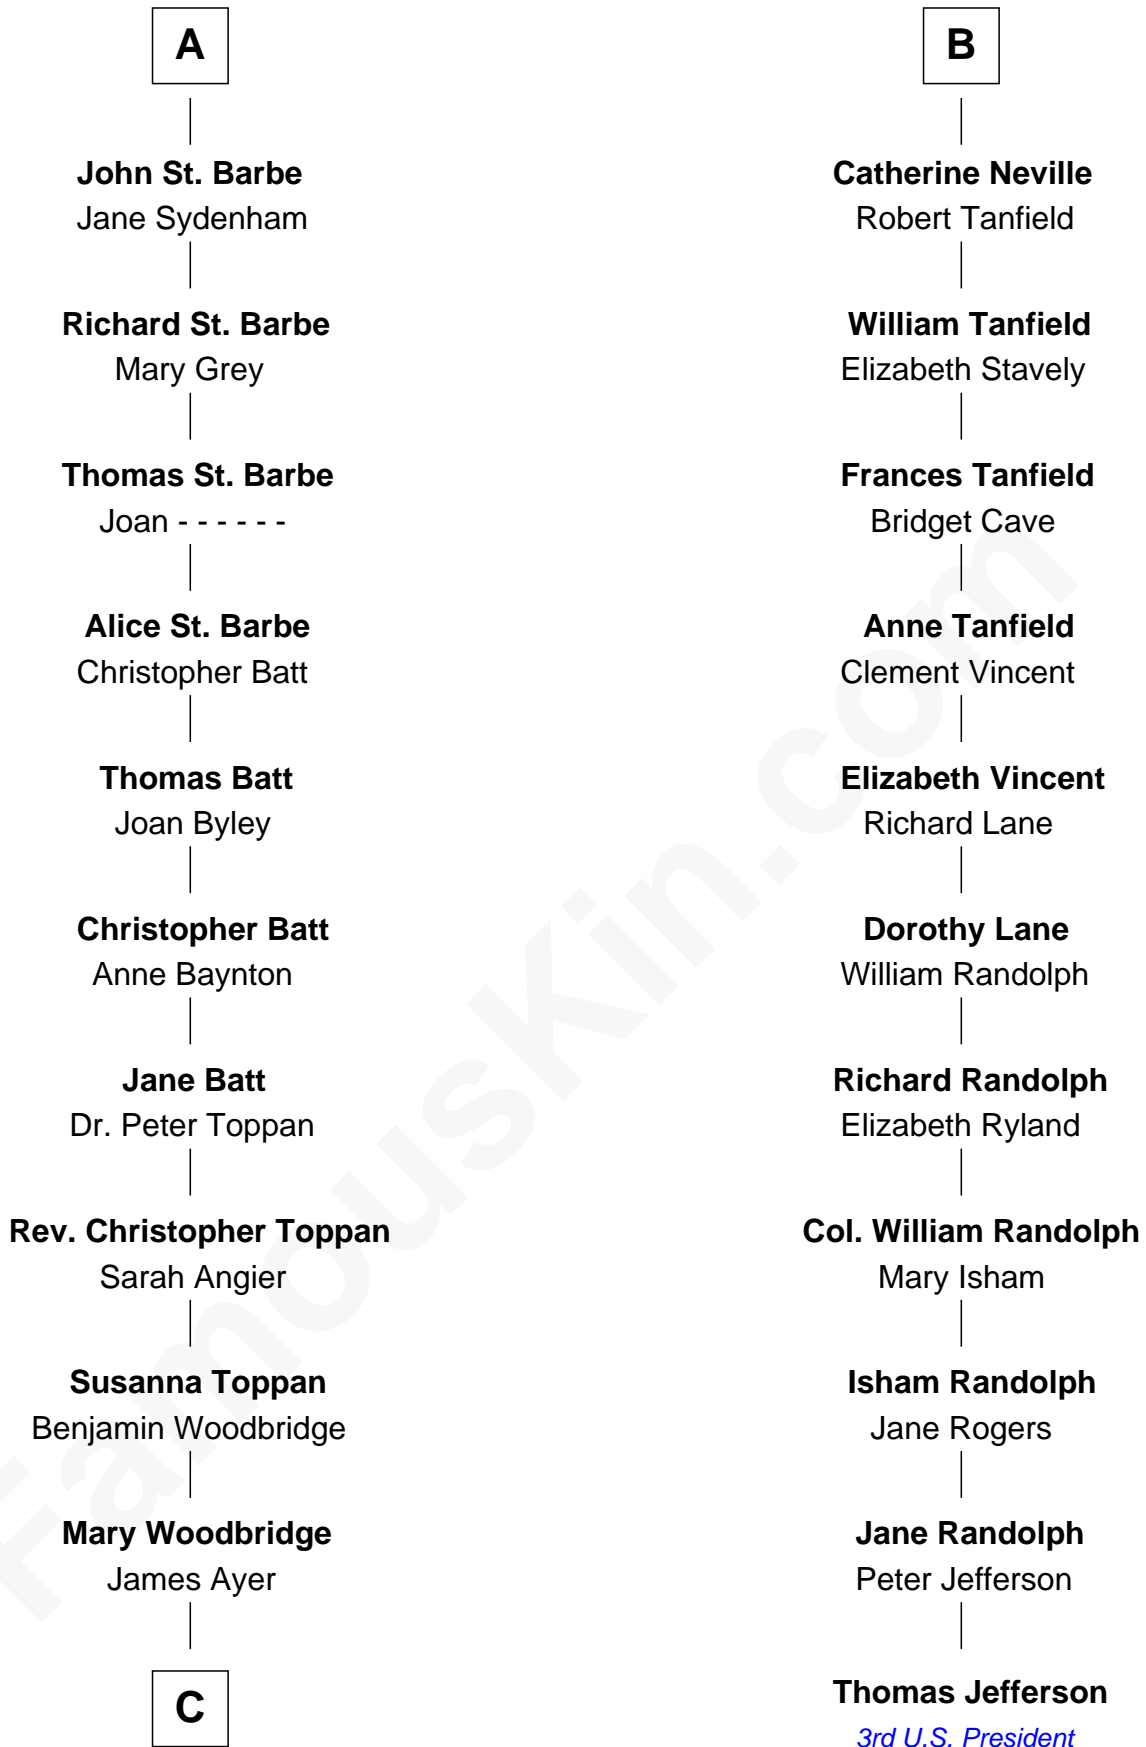 A
John St. Barbe
Jane Sydenham
Richard St. Barbe
Mary Grey
Thomas St. Barbe
Joan - - - - - -
Alice St. Barbe
Christopher Batt
Thomas Batt
Joan Byley
Christopher Batt
Anne Baynton
Jane Batt
Dr. Peter Toppan
Rev. Christopher Toppan
Sarah Angier
Susanna Toppan
Benjamin Woodbridge
Mary Woodbridge
James Ayer
C
B
Catherine Neville
Robert Tanfield
William Tanfield
Elizabeth Stavely
Frances Tanfield
Bridget Cave
Anne Tanfield
Clement Vincent
Elizabeth Vincent
Richard Lane
Dorothy Lane
William Randolph
Richard Randolph
Elizabeth Ryland
Col. William Randolph
Mary Isham
Isham Randolph
Jane Rogers
Jane Randolph
Peter Jefferson
Thomas Jefferson
3rd U.S. President
FamousKin.com